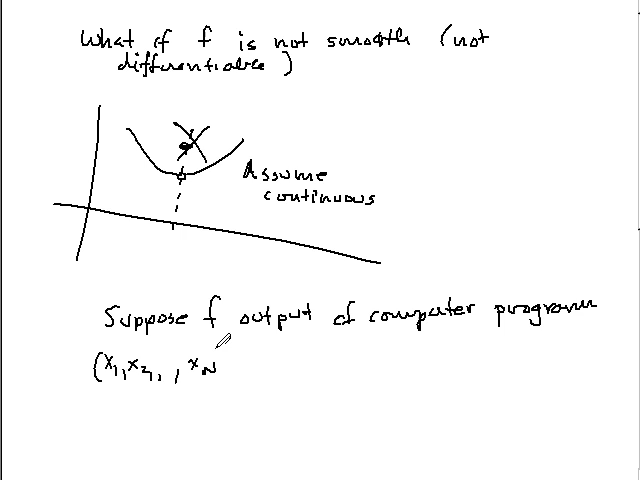 What if f is not smooth (not
differentiable)
Assume
continuous
Suppose f output of computer program
(x1, x2, , xN